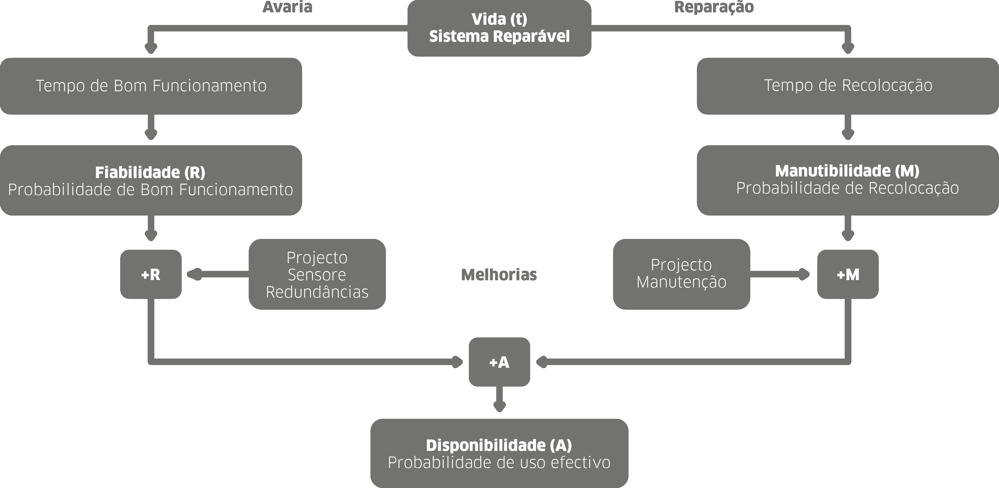 Avaria
Vida (t)
Sistema Reparável
Reparação
Tempo de Bom Funcionamento
Tempo de Recolocação
Fiabilidade (R)
Probabilidade de Bom Funcionamento
Manutibilidade (M)
Probabilidade de Recolocação
+R
Projecto
Sensore
Redundâncias
Melhorias
Projecto
Manutenção
+M
+A
Disponibilidade (A)
Probabilidade de uso efectivo